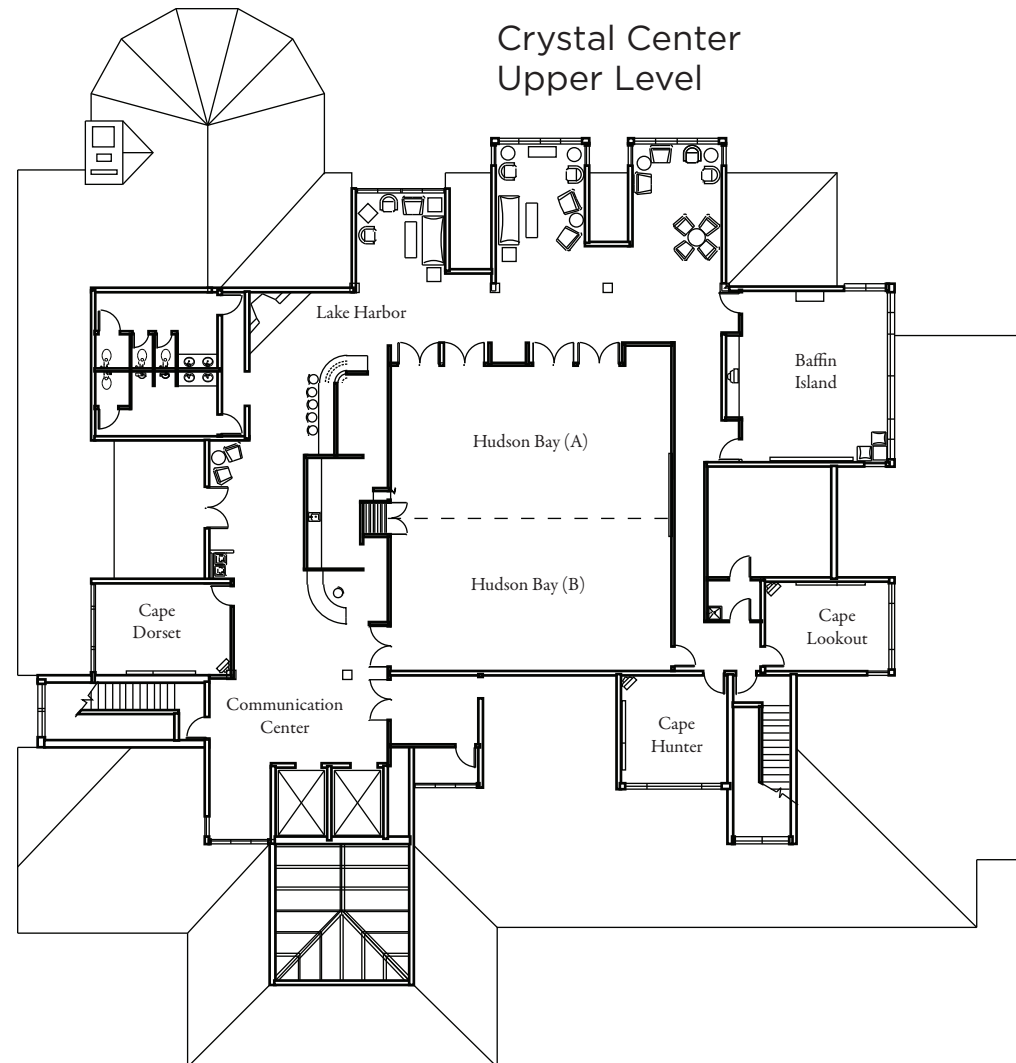 Crystal Center
Upper Level
Lake Harbor
Baffin
Island
Hudson Bay (A)
Hudson Bay (B)
Cape
Dorset
Cape
Lookout
Communication
Center
Cape
Hunter